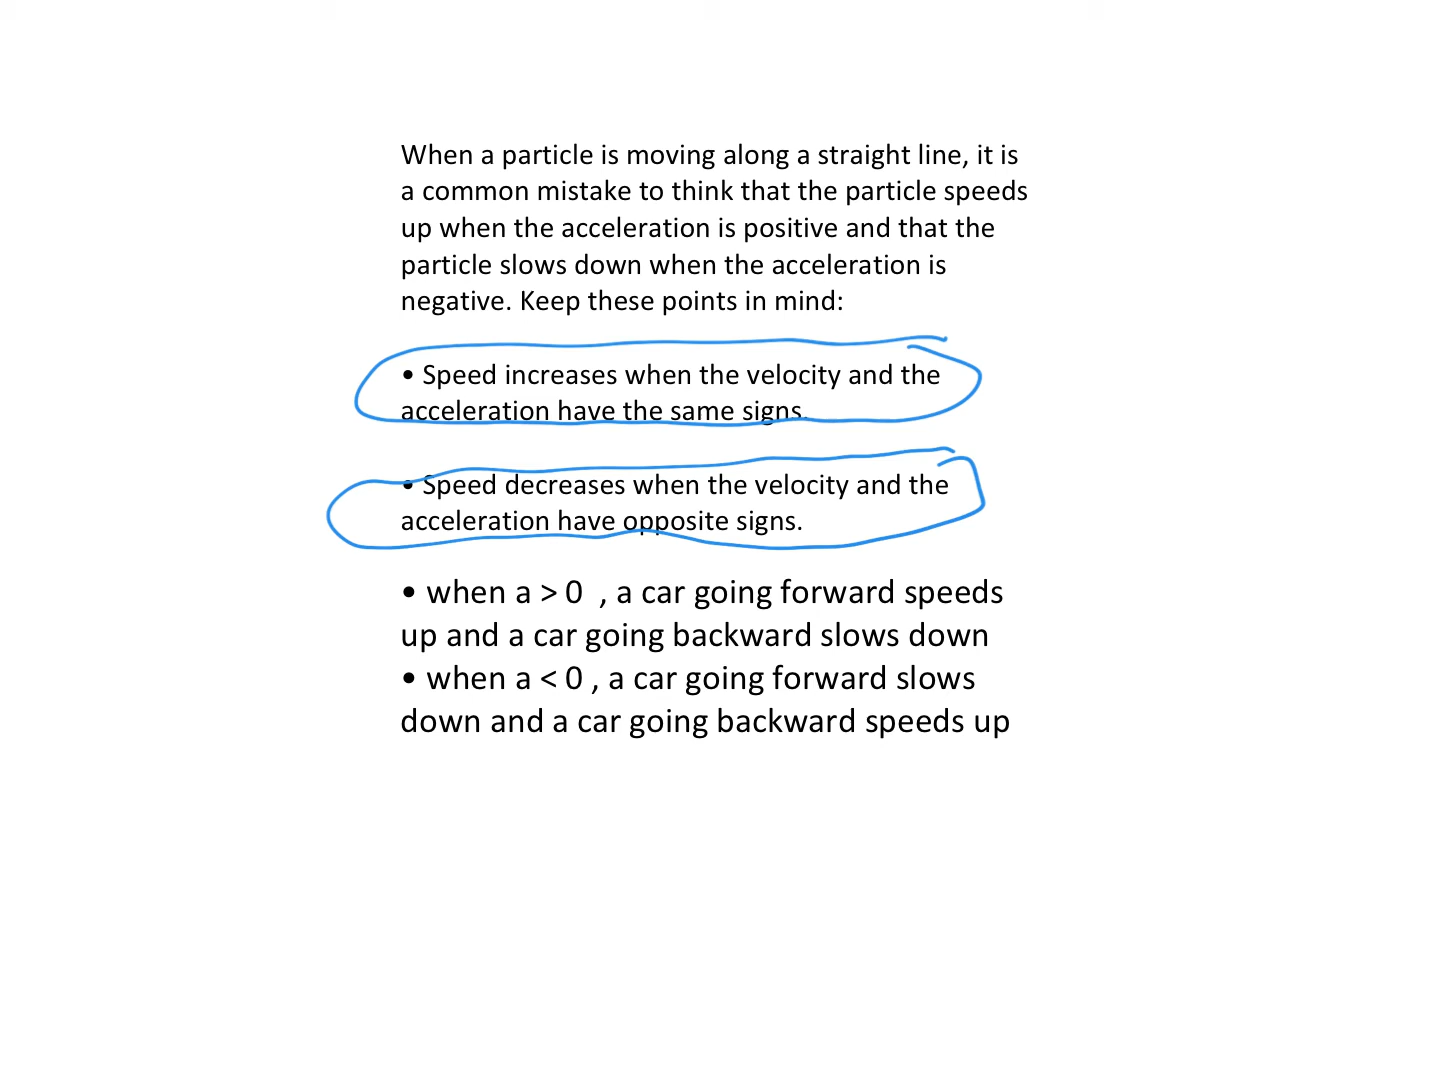 When a particle is moving along a straight line, it is
a common mistake to think that the particle speeds
up when the acceleration is positive and that the
particle slows down when the acceleration is
negative. Keep these points in mind:
• Speed increases when the velocity and the
acceleration have the same signs.
• Speed decreases when the velocity and the
acceleration have opposite signs.
• when a > 0 , a car going forward speeds
up and a car going backward slows down
• when a < 0 , a car going forward slows
down and a car going backward speeds up